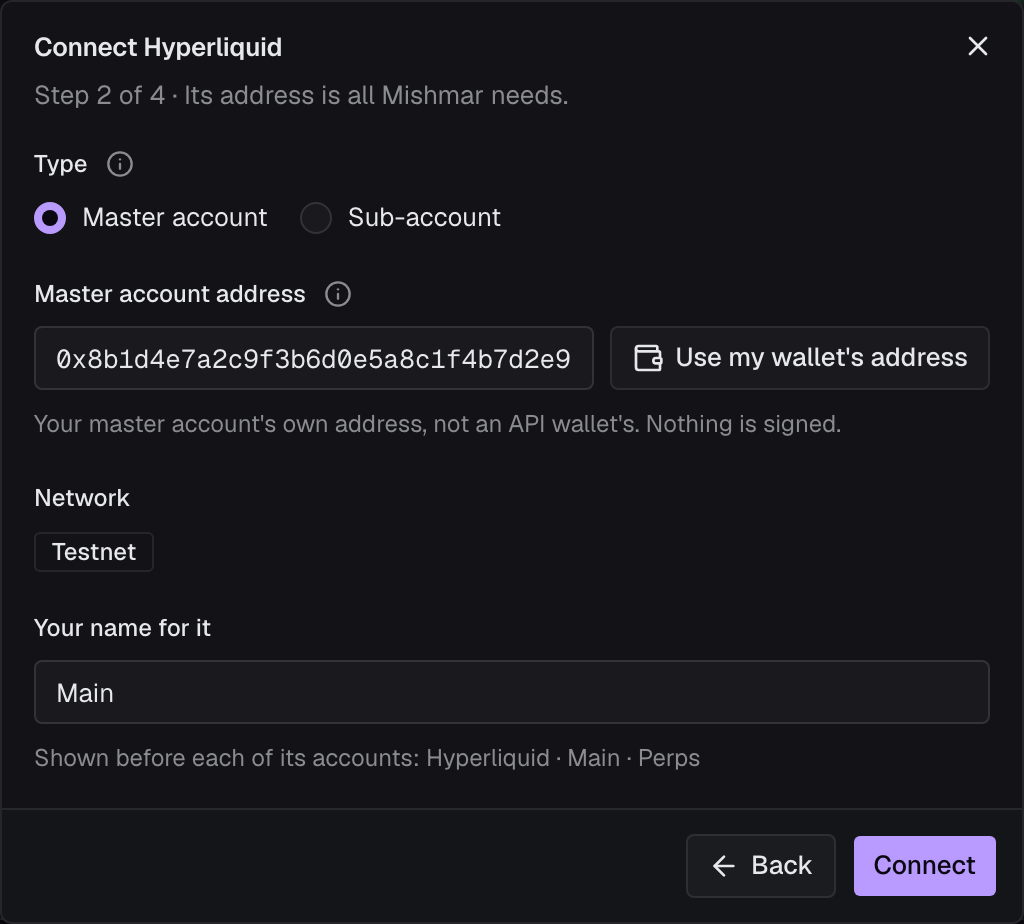 Connect Hyperliquid
Step 2 of 4 · Its address is all Mishmar needs.
Type
Master account
Sub-account
Master account address
0x8b1d4e7a2c9f3b6d0e5a8c1f4b7d2e9
Use my wallet's address
Your master account's own address, not an API wallet's. Nothing is signed.
Network
Testnet
Your name for it
Main
Shown before each of its accounts: Hyperliquid · Main · Perps
Back
Connect